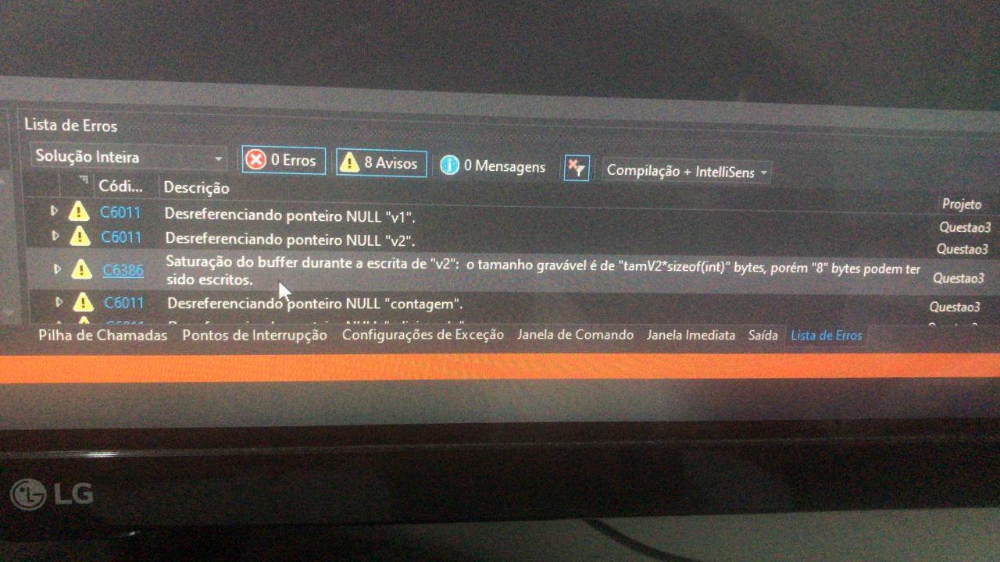 Lista de Erros
Solução Inteira
0 Erros
8 Avisos
0 Mensagens
Compilação + IntelliSens
Códi...
Descrição
Projeto
C6011
Desreferenciando ponteiro NULL "v1".
Questao3
C6011
Desreferenciando ponteiro NULL "v2".
Questao3
C6386
Saturação do buffer durante a escrita de "v2": o tamanho gravável é de "tamV2*sizeof(int)" bytes, porém "8" bytes podem ter
sido escritos.
Questao3
C6011
Desreferenciando ponteiro NULL "contagem".
Questao3
Pilha de Chamadas
Pontos de Interrupção
Configurações de Exceção
Janela de Comando
Janela Imediata
Saída
Lista de Erros
LG